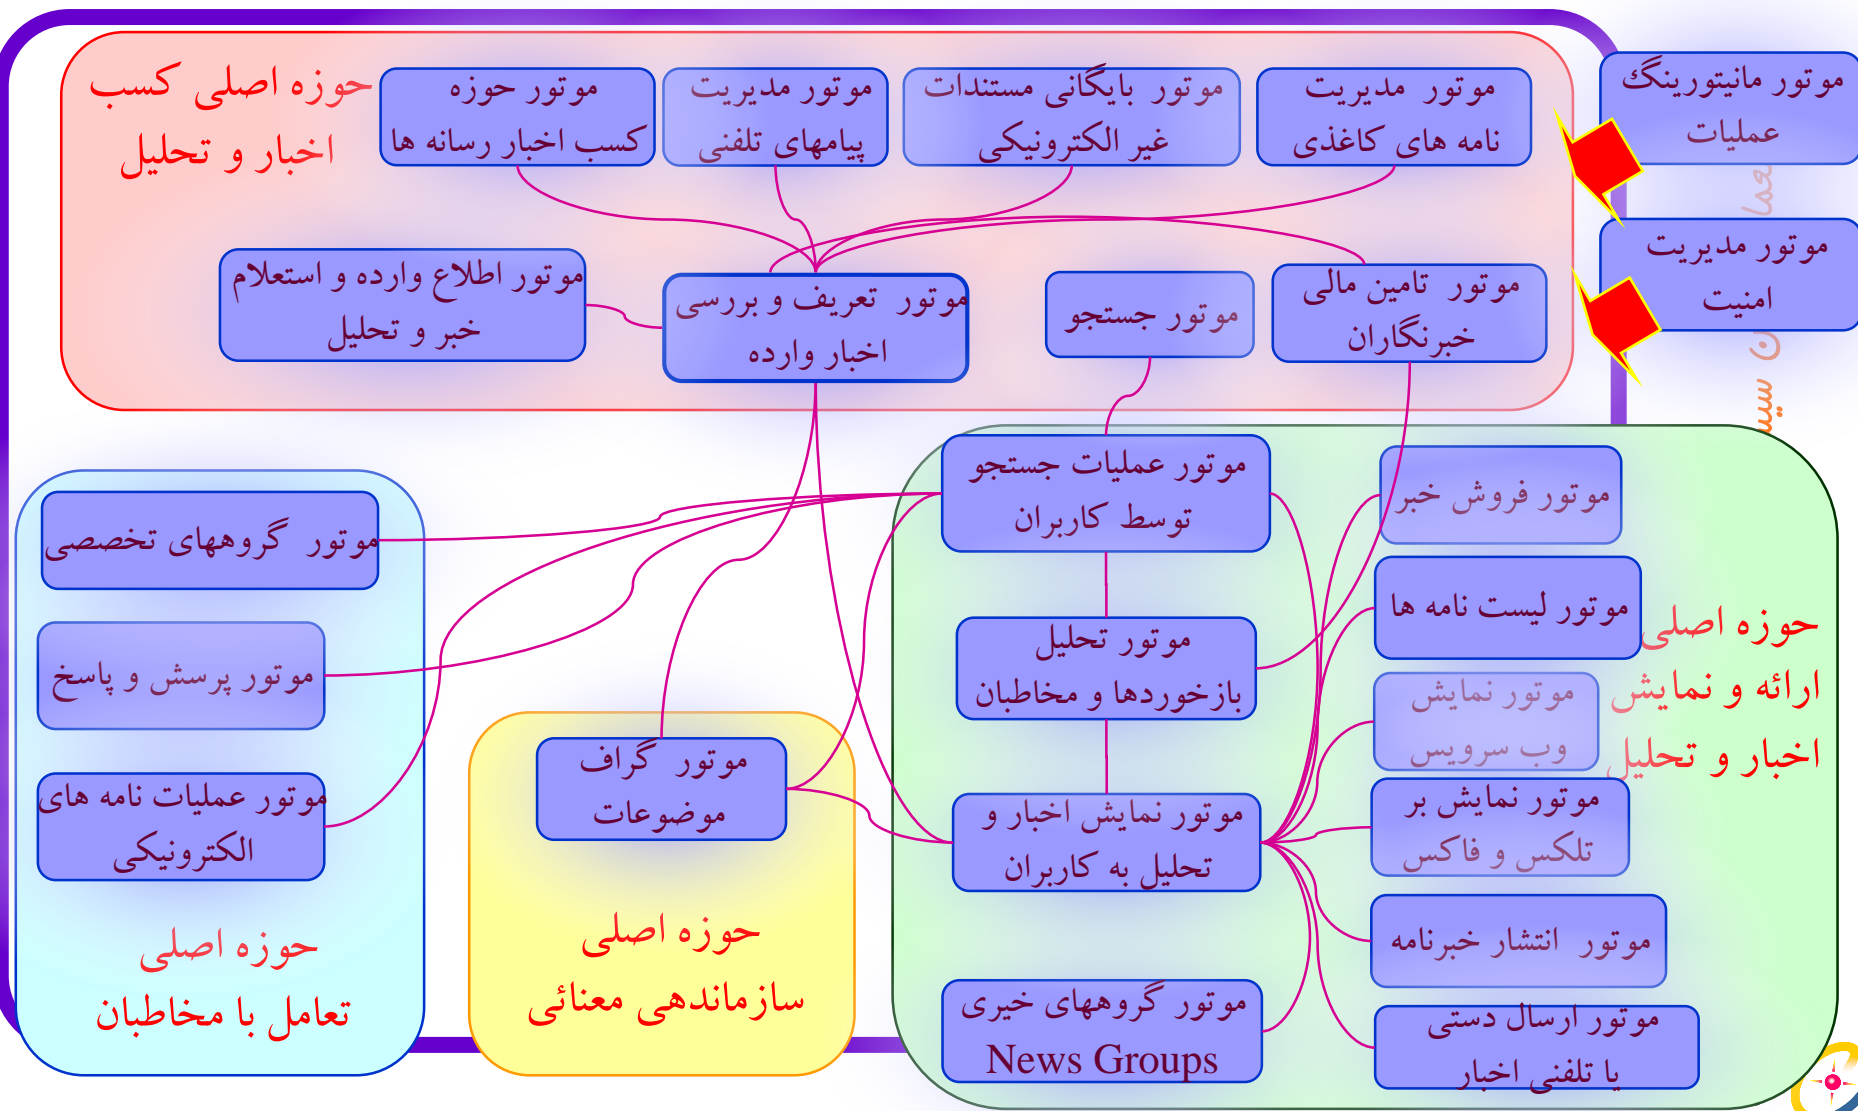 حوزه اصلی کسب
اخبار و تحلیل
موتور مدیریت
نامه های کاغذی
موتور بایگانی مستندات
غیر الکترونیکی
موتور مدیریت
پیامهای تلفنی
موتور حوزه
کسب اخبار رسانه ها
موتور مانیتورینگ
عملیات
موتور مدیریت
امنیت
موتور تامین مالی
خبرنگاران
موتور جستجو
موتور تعریف و بررسی
اخبار وارده
موتور اطلاع وارده و استعلام
خبر و تحلیل
حوزه اصلی
ارائه و نمایش
اخبار و تحلیل
موتور فروش خبر
موتور لیست نامه ها
موتور نمایش
وب سرویس
موتور نمایش بر
تلکس و فاکس
موتور انتشار خبرنامه
موتور ارسال دستی
یا تلفنی اخبار
موتور عملیات جستجو
توسط کاربران
موتور تحلیل
بازخوردها و مخاطبان
موتور نمایش اخبار و
تحلیل به کاربران
موتور گروههای خیری
News Groups
موتور گراف
موضوعات
حوزه اصلی
سازماندهی معنائی
موتور گروههای تخصصی
موتور پرسش و پاسخ
موتور عملیات نامه های
الکترونیکی
حوزه اصلی
تعامل با مخاطبان